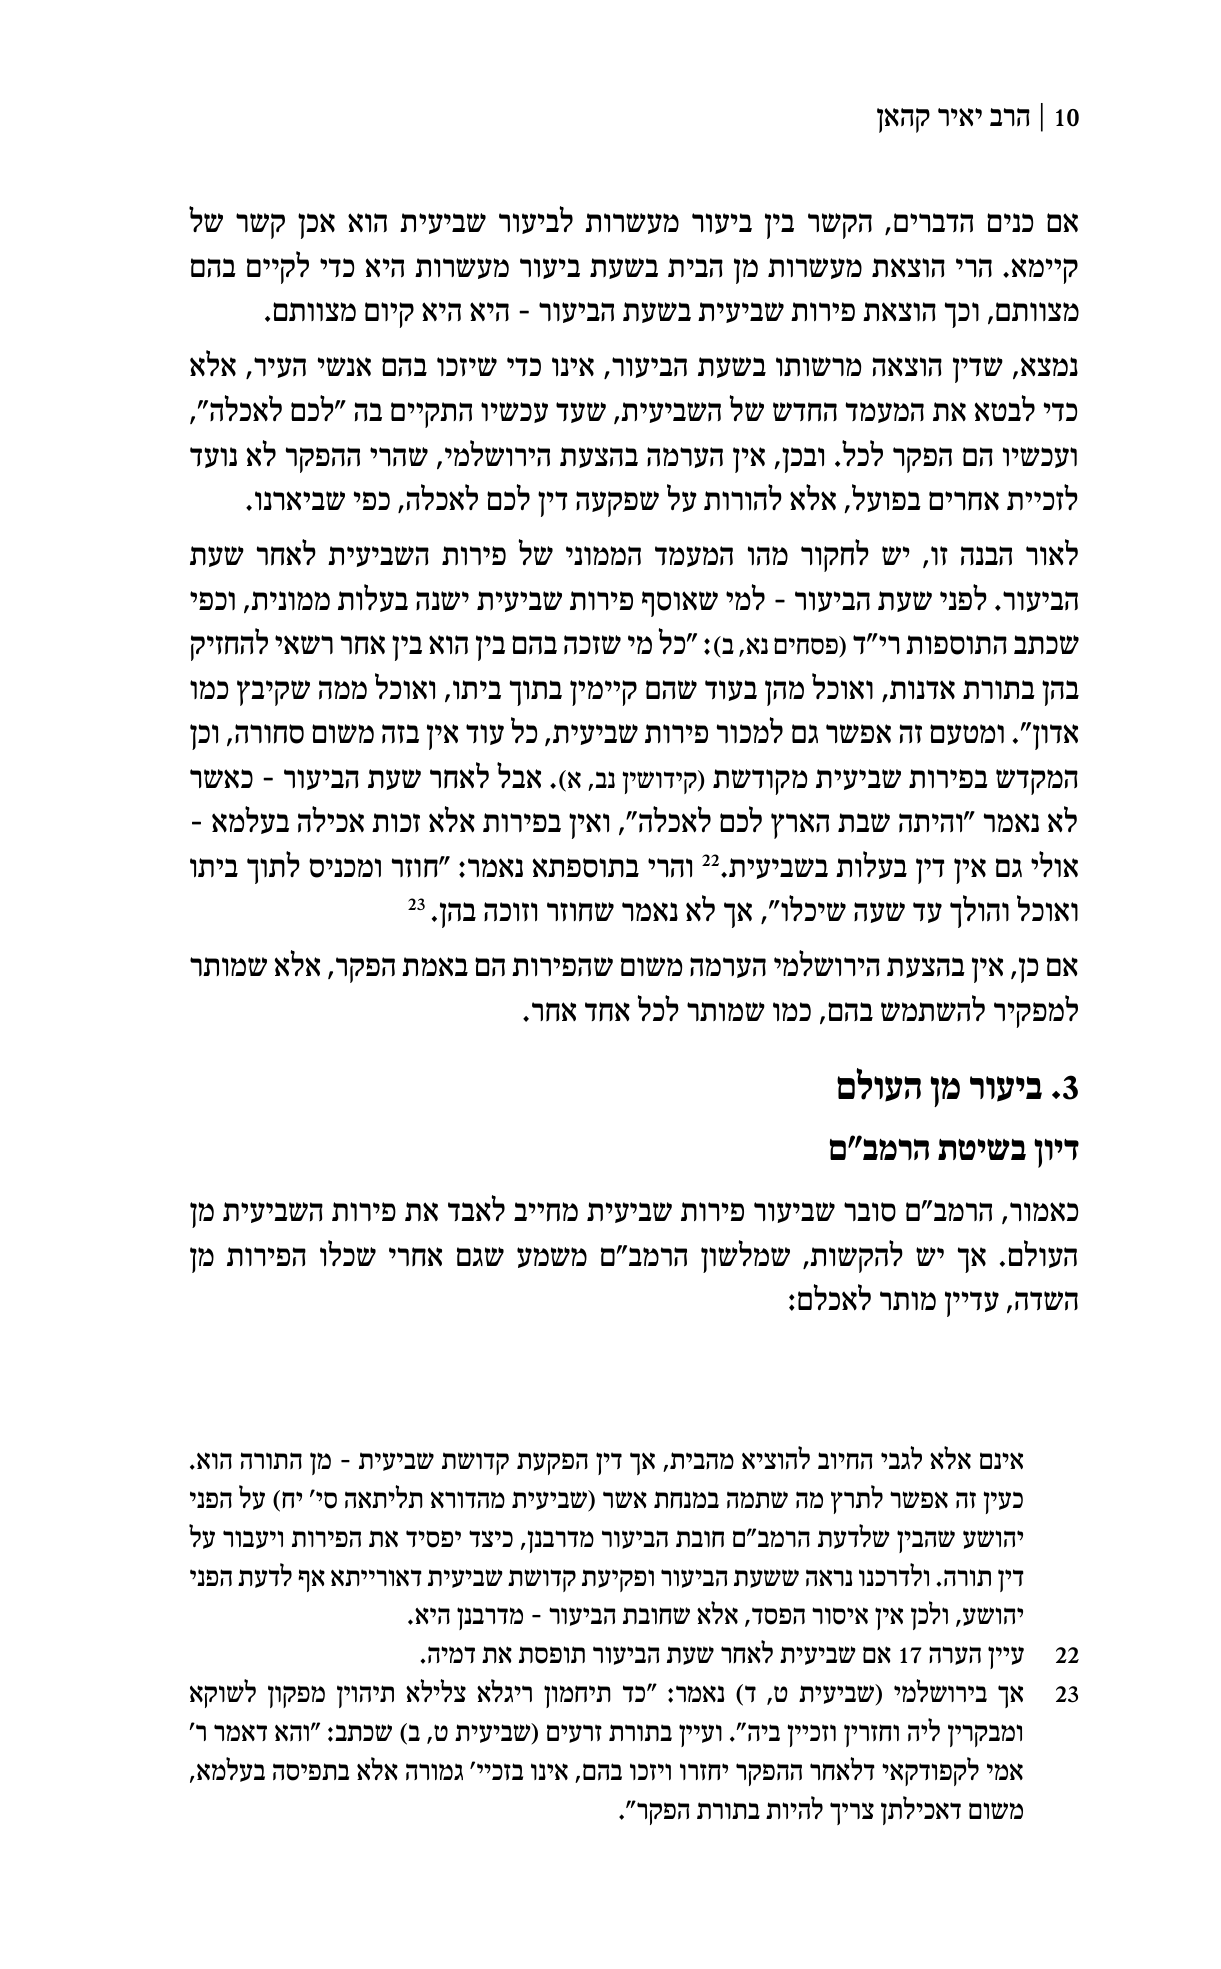 10 | הרב יאיר קהאן
אם כנים הדברים, הקשר בין ביעור מעשרות לביעור שביעית הוא אכן קשר של
קיימא. הרי הוצאת מעשרות מן הבית בשעת ביעור מעשרות היא כדי לקיים בהם
מצוותם, וכך הוצאת פירות שביעית בשעת הביעור - היא היא קיום מצוותם.
נמצא, שדין הוצאה מרשותו בשעת הביעור, אינו כדי שיזכו בהם אנשי העיר, אלא
כדי לבטא את המעמד החדש של השביעית, שעד עכשיו התקיים בה "לכם לאכלה",
ועכשיו הם הפקר לכל. ובכן, אין הערמה בהצעת הירושלמי, שהרי ההפקר לא נועד
לזכיית אחרים בפועל, אלא להורות על שפקעה דין לכם לאכלה, כפי שביארנו.
לאור הבנה זו, יש לחקור מהו המעמד הממוני של פירות השביעית לאחר שעת
הביעור. לפני שעת הביעור - למי שאוסף פירות שביעית ישנה בעלות ממונית, וכפי
שכתב התוספות רי"ד (פסחים נא, ב): "כל מי שזכה בהם בין הוא בין אחר רשאי להחזיק
בהן בתורת אדנות, ואוכל מהן בעוד שהם קיימין בתוך ביתו, ואוכל ממה שקיבץ כמו
אדון". ומטעם זה אפשר גם למכור פירות שביעית, כל עוד אין בזה משום סחורה, וכן
המקדש בפירות שביעית מקודשת (קידושין נב, א). אבל לאחר שעת הביעור - כאשר
לא נאמר "והיתה שבת הארץ לכם לאכלה", ואין בפירות אלא זכות אכילה בעלמא -
אולי גם אין דין בעלות בשביעית.22 והרי בתוספתא נאמר: "חוזר ומכניס לתוך ביתו
ואוכל והולך עד שעה שיכלו", אך לא נאמר שחוזר וזוכה בהן.23
אם כן, אין בהצעת הירושלמי הערמה משום שהפירות הם באמת הפקר, אלא שמותר
למפקיר להשתמש בהם, כמו שמותר לכל אחד אחר.
3. ביעור מן העולם
דיון בשיטת הרמב"ם
כאמור, הרמב"ם סובר שביעור פירות שביעית מחייב לאבד את פירות השביעית מן
העולם. אך יש להקשות, שמלשון הרמב"ם משמע שגם אחרי שכלו הפירות מן
השדה, עדיין מותר לאכלם:
אינם אלא לגבי החיוב להוציא מהבית, אך דין הפקעת קדושת שביעית - מן התורה הוא.
כעין זה אפשר לתרץ מה שתמה במנחת אשר (שביעית מהדורא תליתאה סי' יח) על הפני
יהושע שהבין שלדעת הרמב"ם חובת הביעור מדרבנן, כיצד יפסיד את הפירות ויעבור על
דין תורה. ולדרכנו נראה ששעת הביעור ופקיעת קדושת שביעית דאורייתא אף לדעת הפני
יהושע, ולכן אין איסור הפסד, אלא שחובת הביעור - מדרבנן היא.
22 עיין הערה 17 אם שביעית לאחר שעת הביעור תופסת את דמיה.
23 אך בירושלמי (שביעית ט, ד) נאמר: "כד תיחמון ריגלא צלילא תיהוין מפקון לשוקא
ומבקרין ליה וחזרין וזכיין ביה". ועיין בתורת זרעים (שביעית ט, ב) שכתב: "והא דאמר ר'
אמי לקפודקאי דלאחר ההפקר יחזרו ויזכו בהם, אינו בזכיי' גמורה אלא בתפיסה בעלמא,
משום דאכילתן צריך להיות בתורת הפקר".